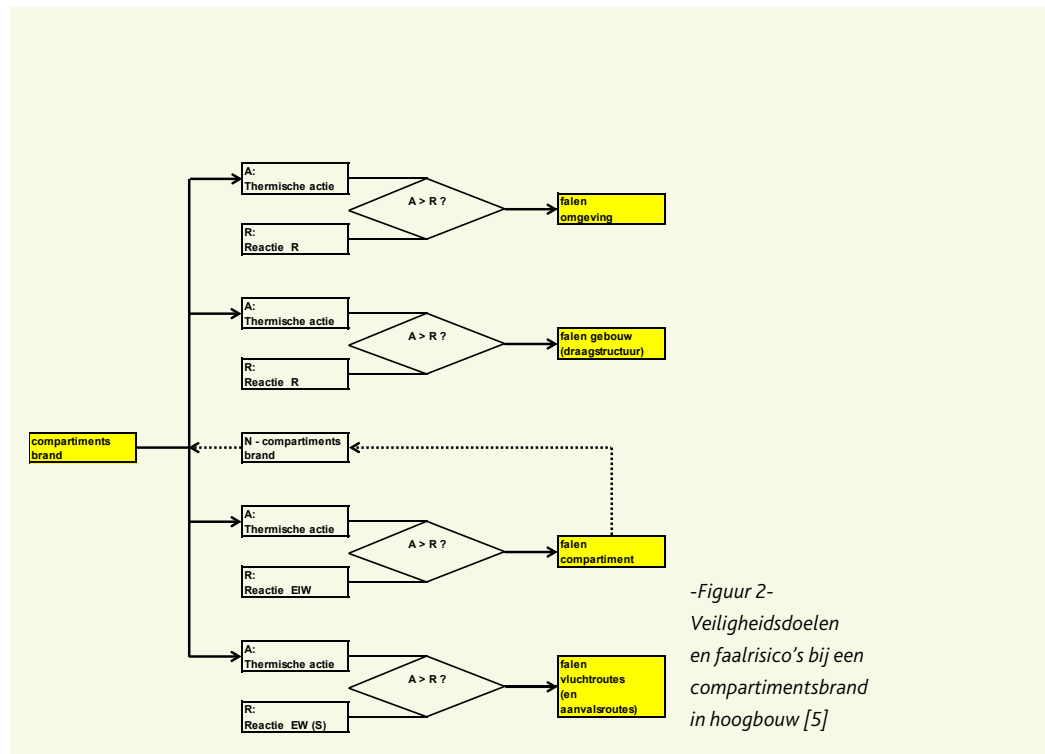 A:
Thermische actie
A > R ?
falen
omgeving
R:
Reactie R
A:
Thermische actie
A > R ?
falen gebouw
(draagstructuur)
R:
Reactie R
compartiments
brand
N - compartiments
brand
A:
Thermische actie
A > R ?
falen
compartiment
R:
Reactie EIW
A:
Thermische actie
A > R ?
falen
vluchtroutes
(en
aanvalsroutes)
R:
Reactie EW (S)
-Figuur 2-
Veiligheidsdoelen
en faalrisico's bij een
compartimentsbrand
in hoogbouw [5]